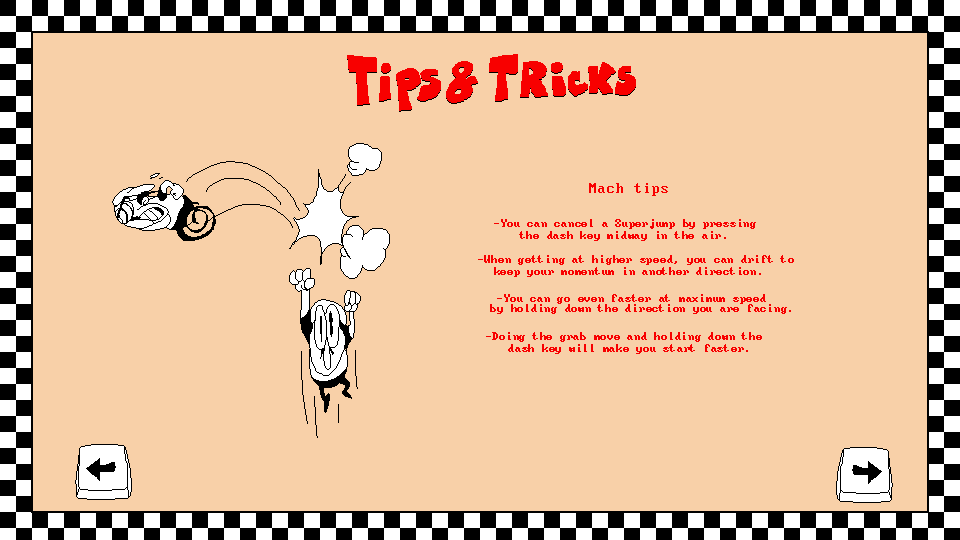 Tips & Tricks
Mach tips
-You can cancel a Superjump by pressing
the dash key midway in the air.
-When getting at higher speed, you can drift to
keep your momentum in another direction.
-You can go even faster at maximum speed
by holding down the direction you are facing.
-Doing the grab move and holding down the
dash key will make you start faster.